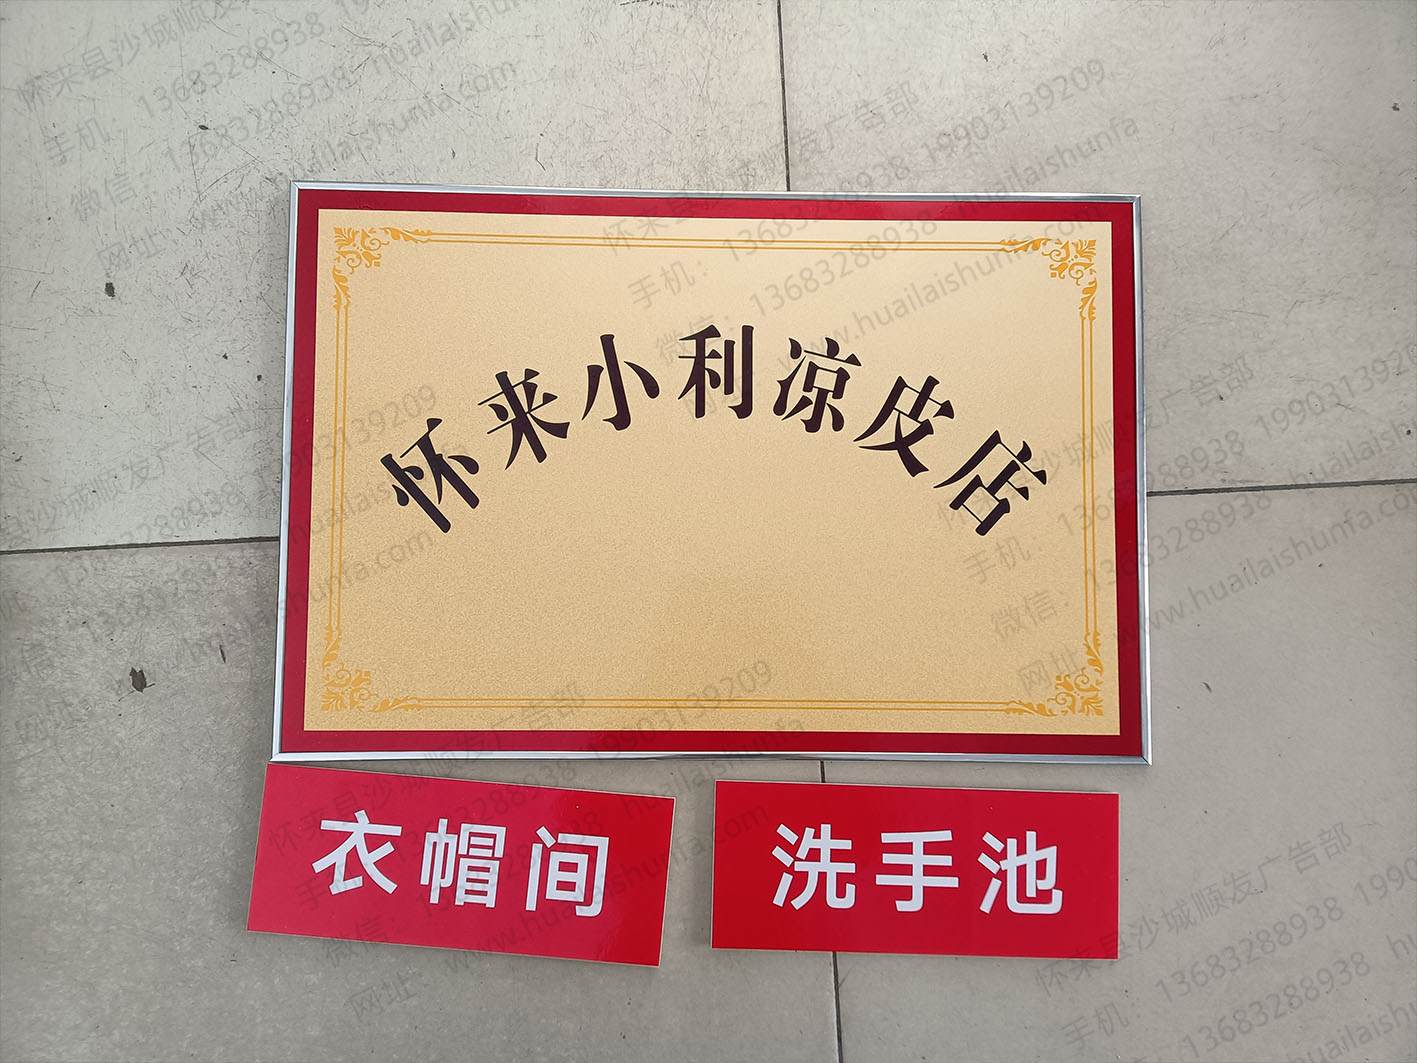 怀来小利凉皮店
衣帽间
洗手池
怀来县沙城顺发广告部
手机：13683288938 19903139209
微信：13683288938
网址：www.huailaishunfa.com